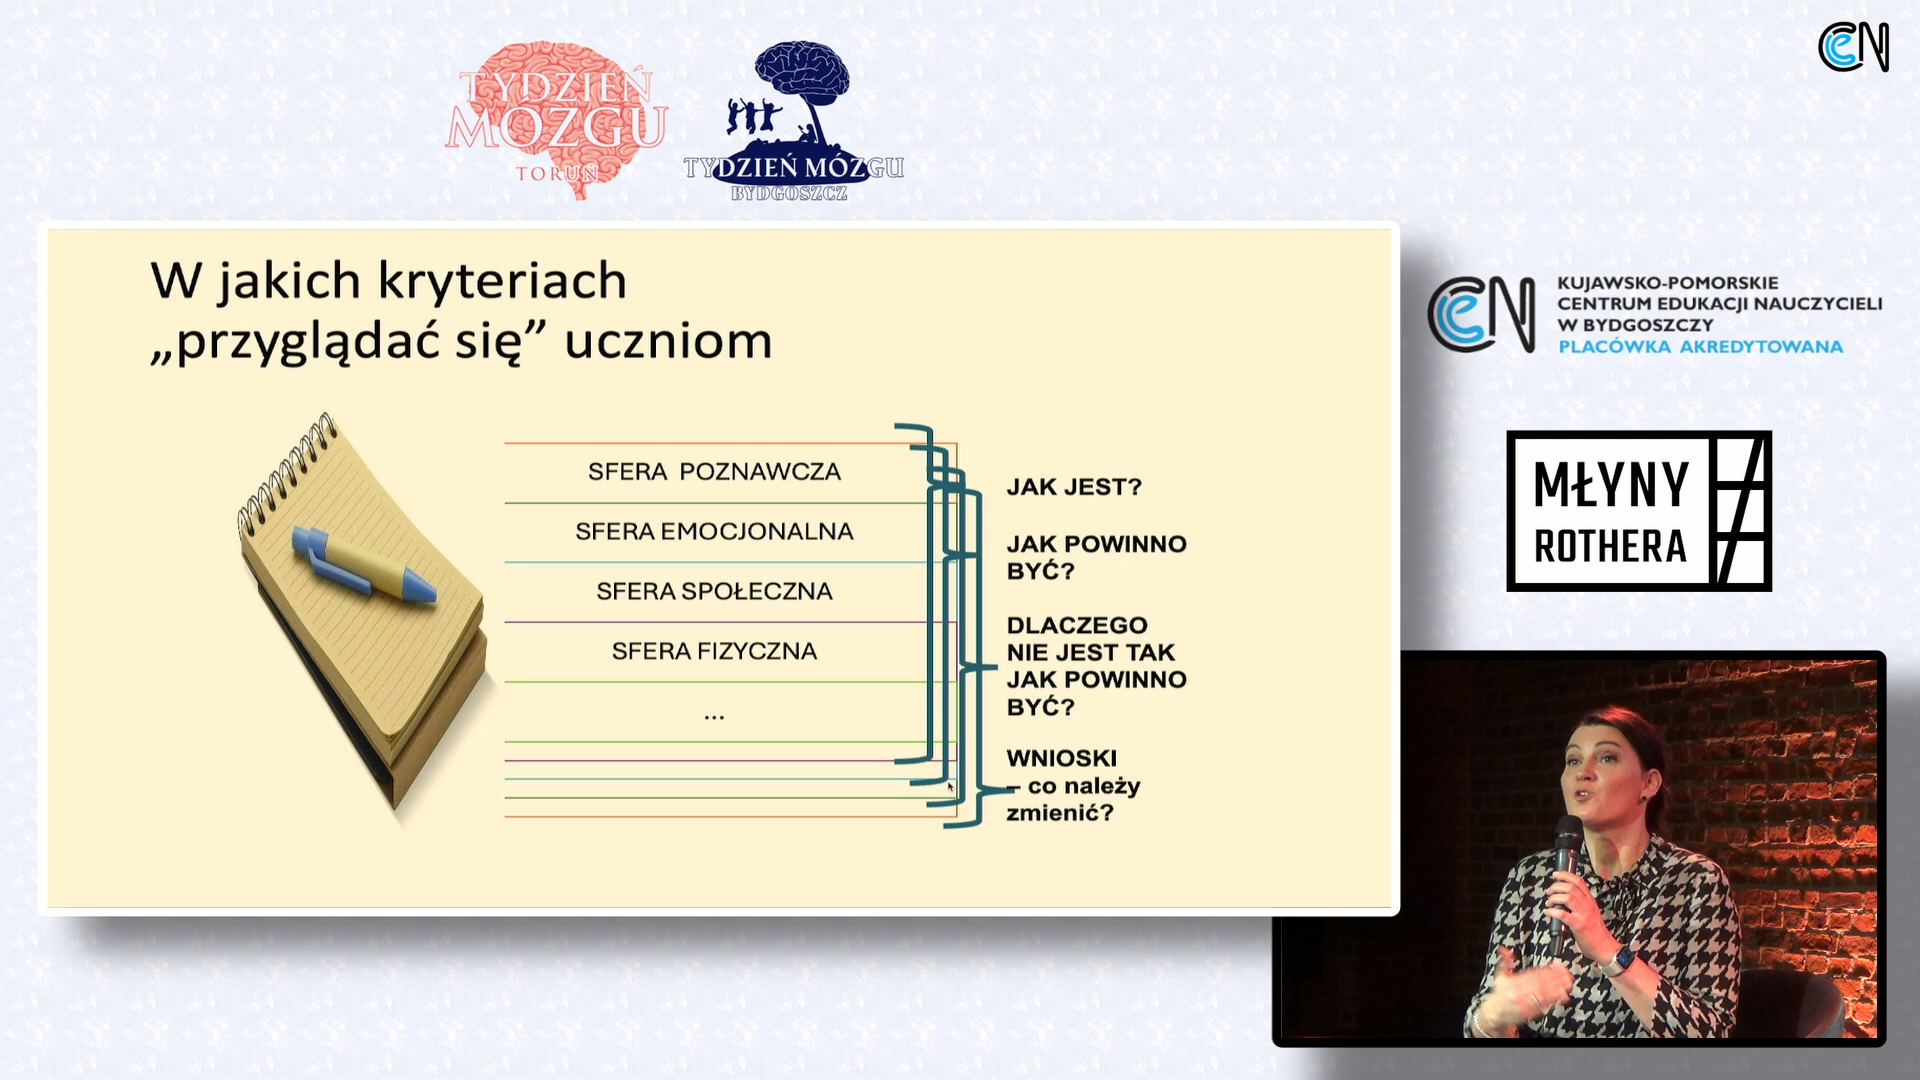 TYDZIEŃ
MÓZGU
TORUŃ
TYDZIEŃ MÓZGU
BYDGOSZCZ
CeN
W jakich kryteriach
„przyglądać się” uczniom
SFERA POZNAWCZA
SFERA EMOCJONALNA
SFERA SPOŁECZNA
SFERA FIZYCZNA
...
JAK JEST?
JAK POWINNO
BYĆ?
DLACZEGO
NIE JEST TAK
JAK POWINNO
BYĆ?
WNIOSKI
– co należy
zmienić?
CeN
KUJAWSKO-POMORSKIE
CENTRUM EDUKACJI NAUCZYCIELI
W BYDGOSZCZY
PLACÓWKA AKREDYTOWANA
MŁYNY
ROTHERA